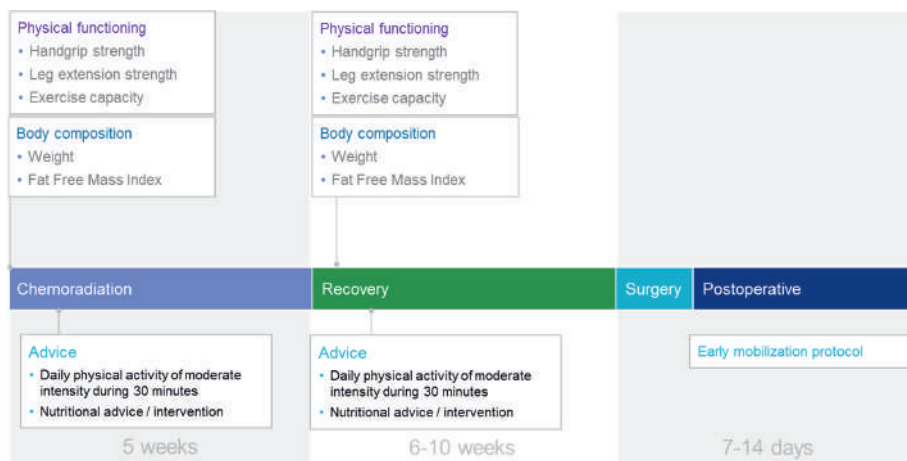 Physical functioning
• Handgrip strength
• Leg extension strength
• Exercise capacity
Body composition
• Weight
• Fat Free Mass Index
Physical functioning
• Handgrip strength
• Leg extension strength
• Exercise capacity
Body composition
• Weight
• Fat Free Mass Index
Chemoradiation
Recovery
Surgery
Postoperative
Advice
• Daily physical activity of moderate
intensity during 30 minutes
• Nutritional advice / intervention
Advice
• Daily physical activity of moderate
intensity during 30 minutes
• Nutritional advice / intervention
Early mobilization protocol
5 weeks
6-10 weeks
7-14 days